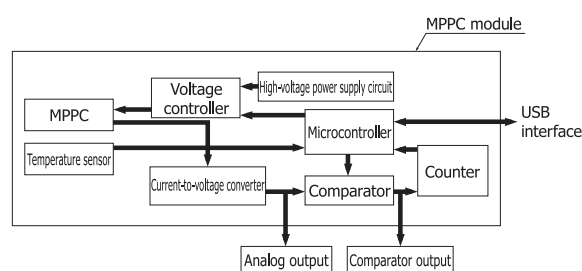 MPPC module
Voltage
controller
High-voltage power supply circuit
MPPC
Microcontroller
USB
interface
Temperature sensor
Current-to-voltage converter
Comparator
Counter
Analog output
Comparator output